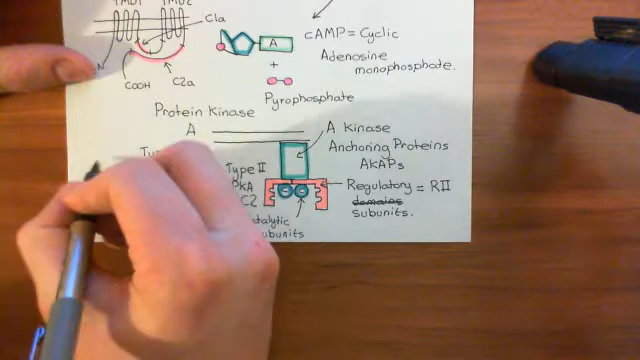 TMD1 TMD2
C1a
N
COOH
C2a
A
+
Pyrophosphate
cAMP = Cyclic
Adenosine
monophosphate.
Protein Kinase
A
Type II
PKA
C2
A Kinase
Anchoring Proteins
AKAPs
Regulatory = RII
domains
subunits.